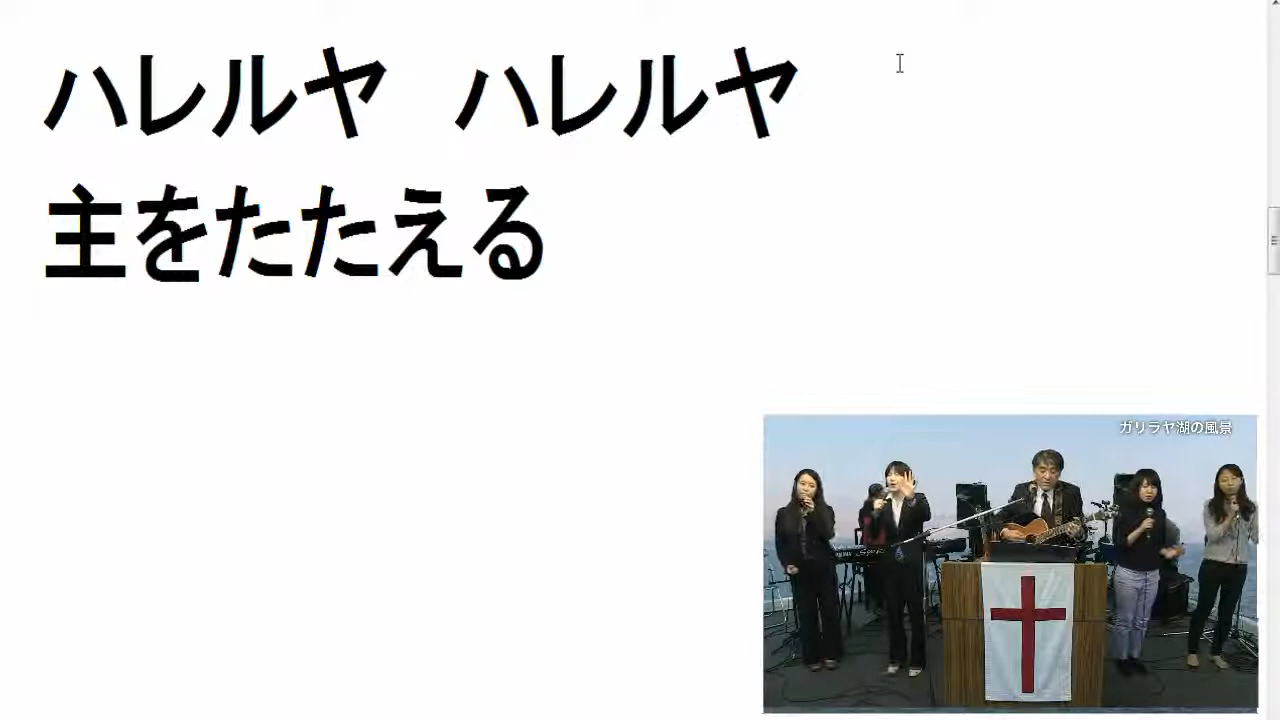 ハレルヤ　ハレルヤ
主をたたえる
ガリラヤ湖の風景